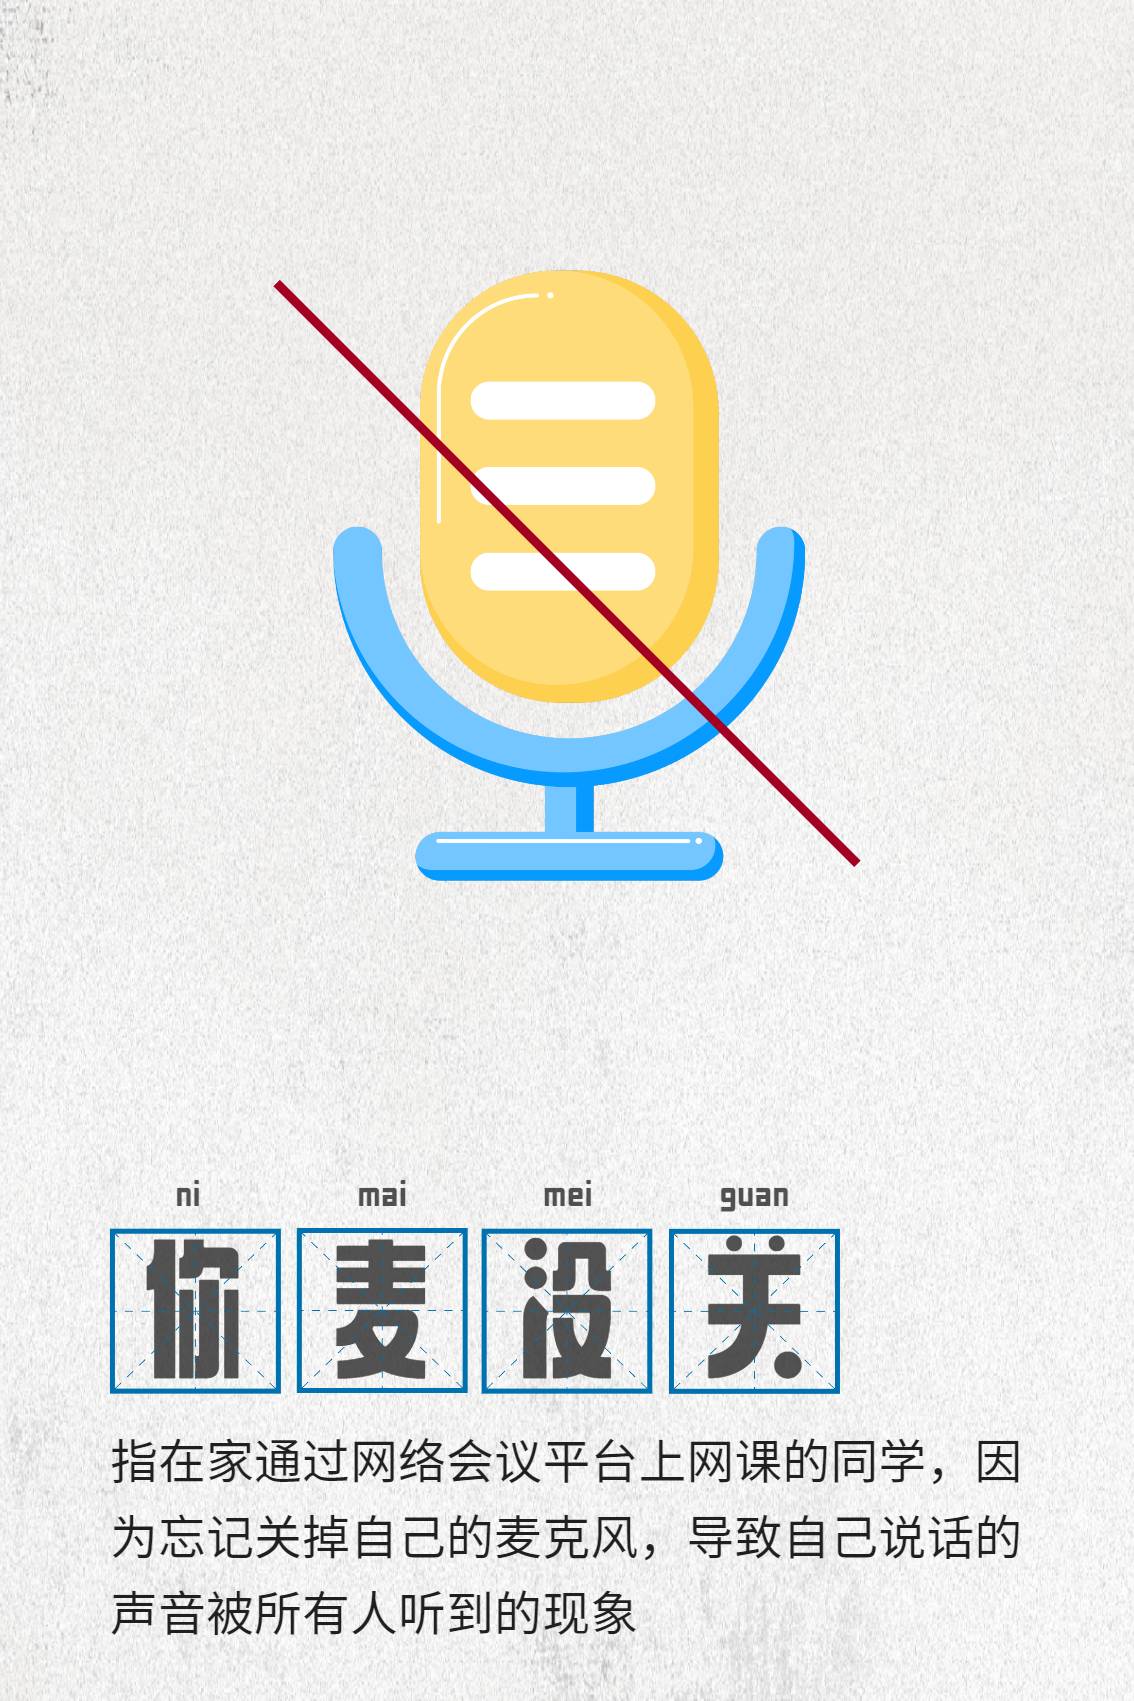 ni mai mei guan
你麦没关
指在家通过网络会议平台上网课的同学，因
为忘记关掉自己的麦克风，导致自己说话的
声音被所有人听到的现象